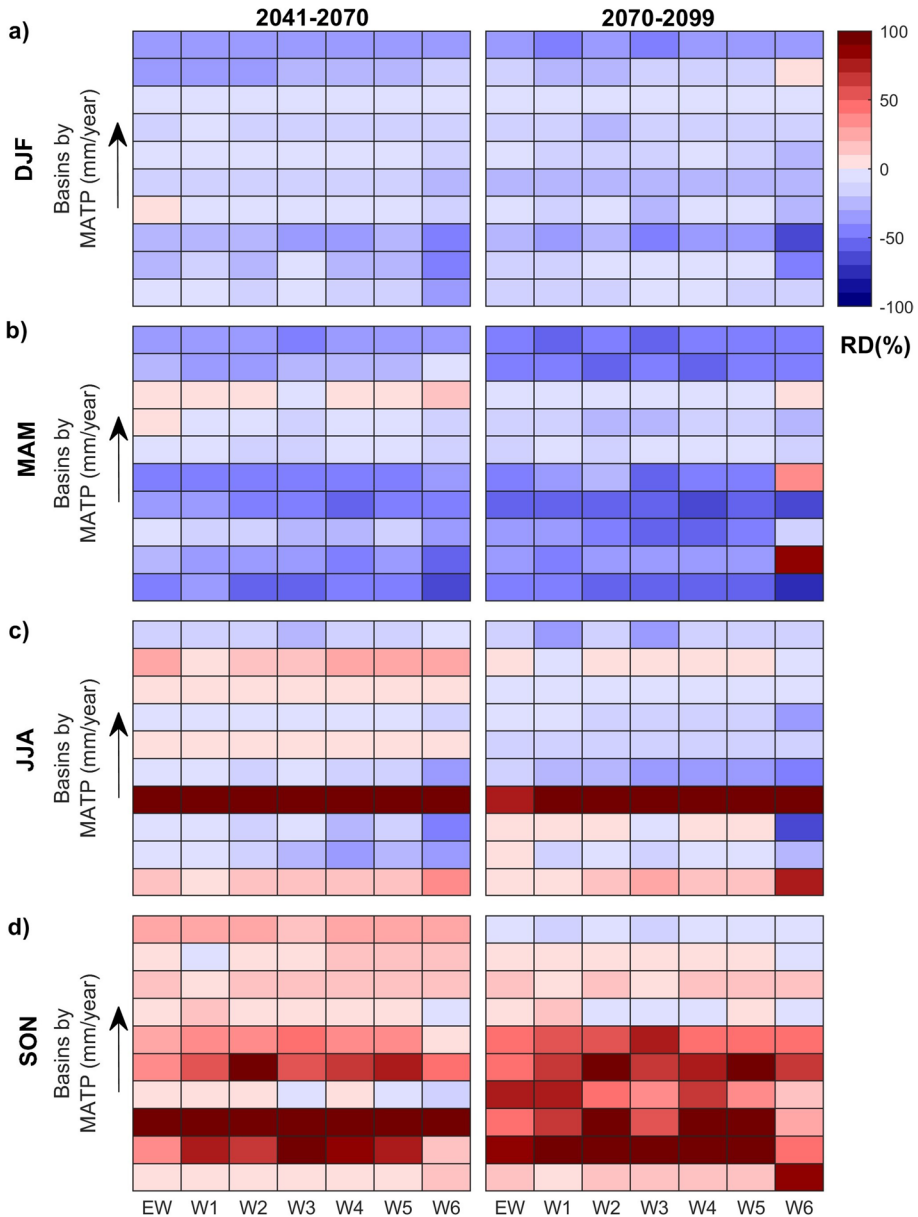 2041-2070
2070-2099
a)
DJF
Basins by
MATP (mm/year)
100
50
0
-50
-100
RD(%)
b)
MAM
Basins by
MATP (mm/year)
c)
JJA
Basins by
MATP (mm/year)
d)
SON
Basins by
MATP (mm/year)
EW W1 W2 W3 W4 W5 W6
EW W1 W2 W3 W4 W5 W6